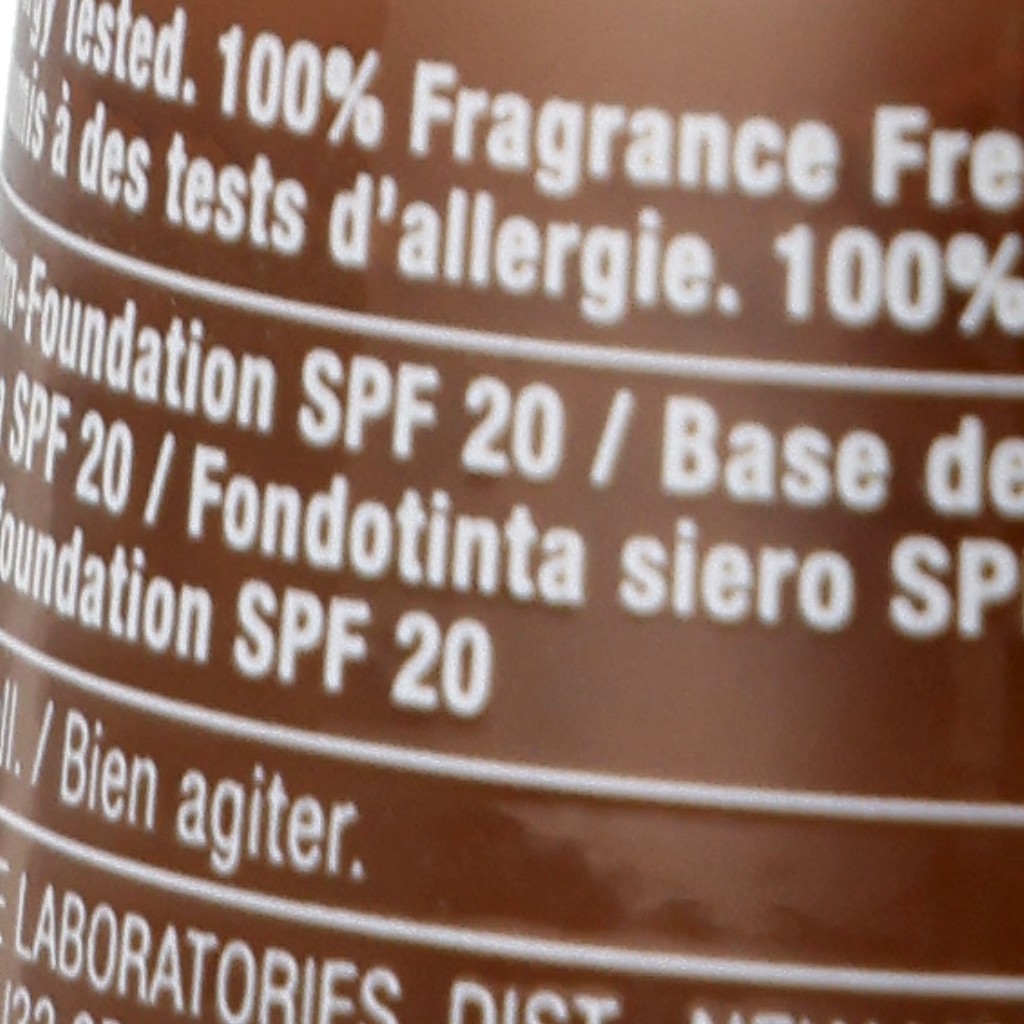 Tested. 100% Fragrance Fre
à des tests d'allergie. 100%
-Foundation SPF 20 / Base de
SPF 20 / Fondotinta siero SP
oundation SPF 20
/ Bien agiter.
LABORATORIES, DIST.